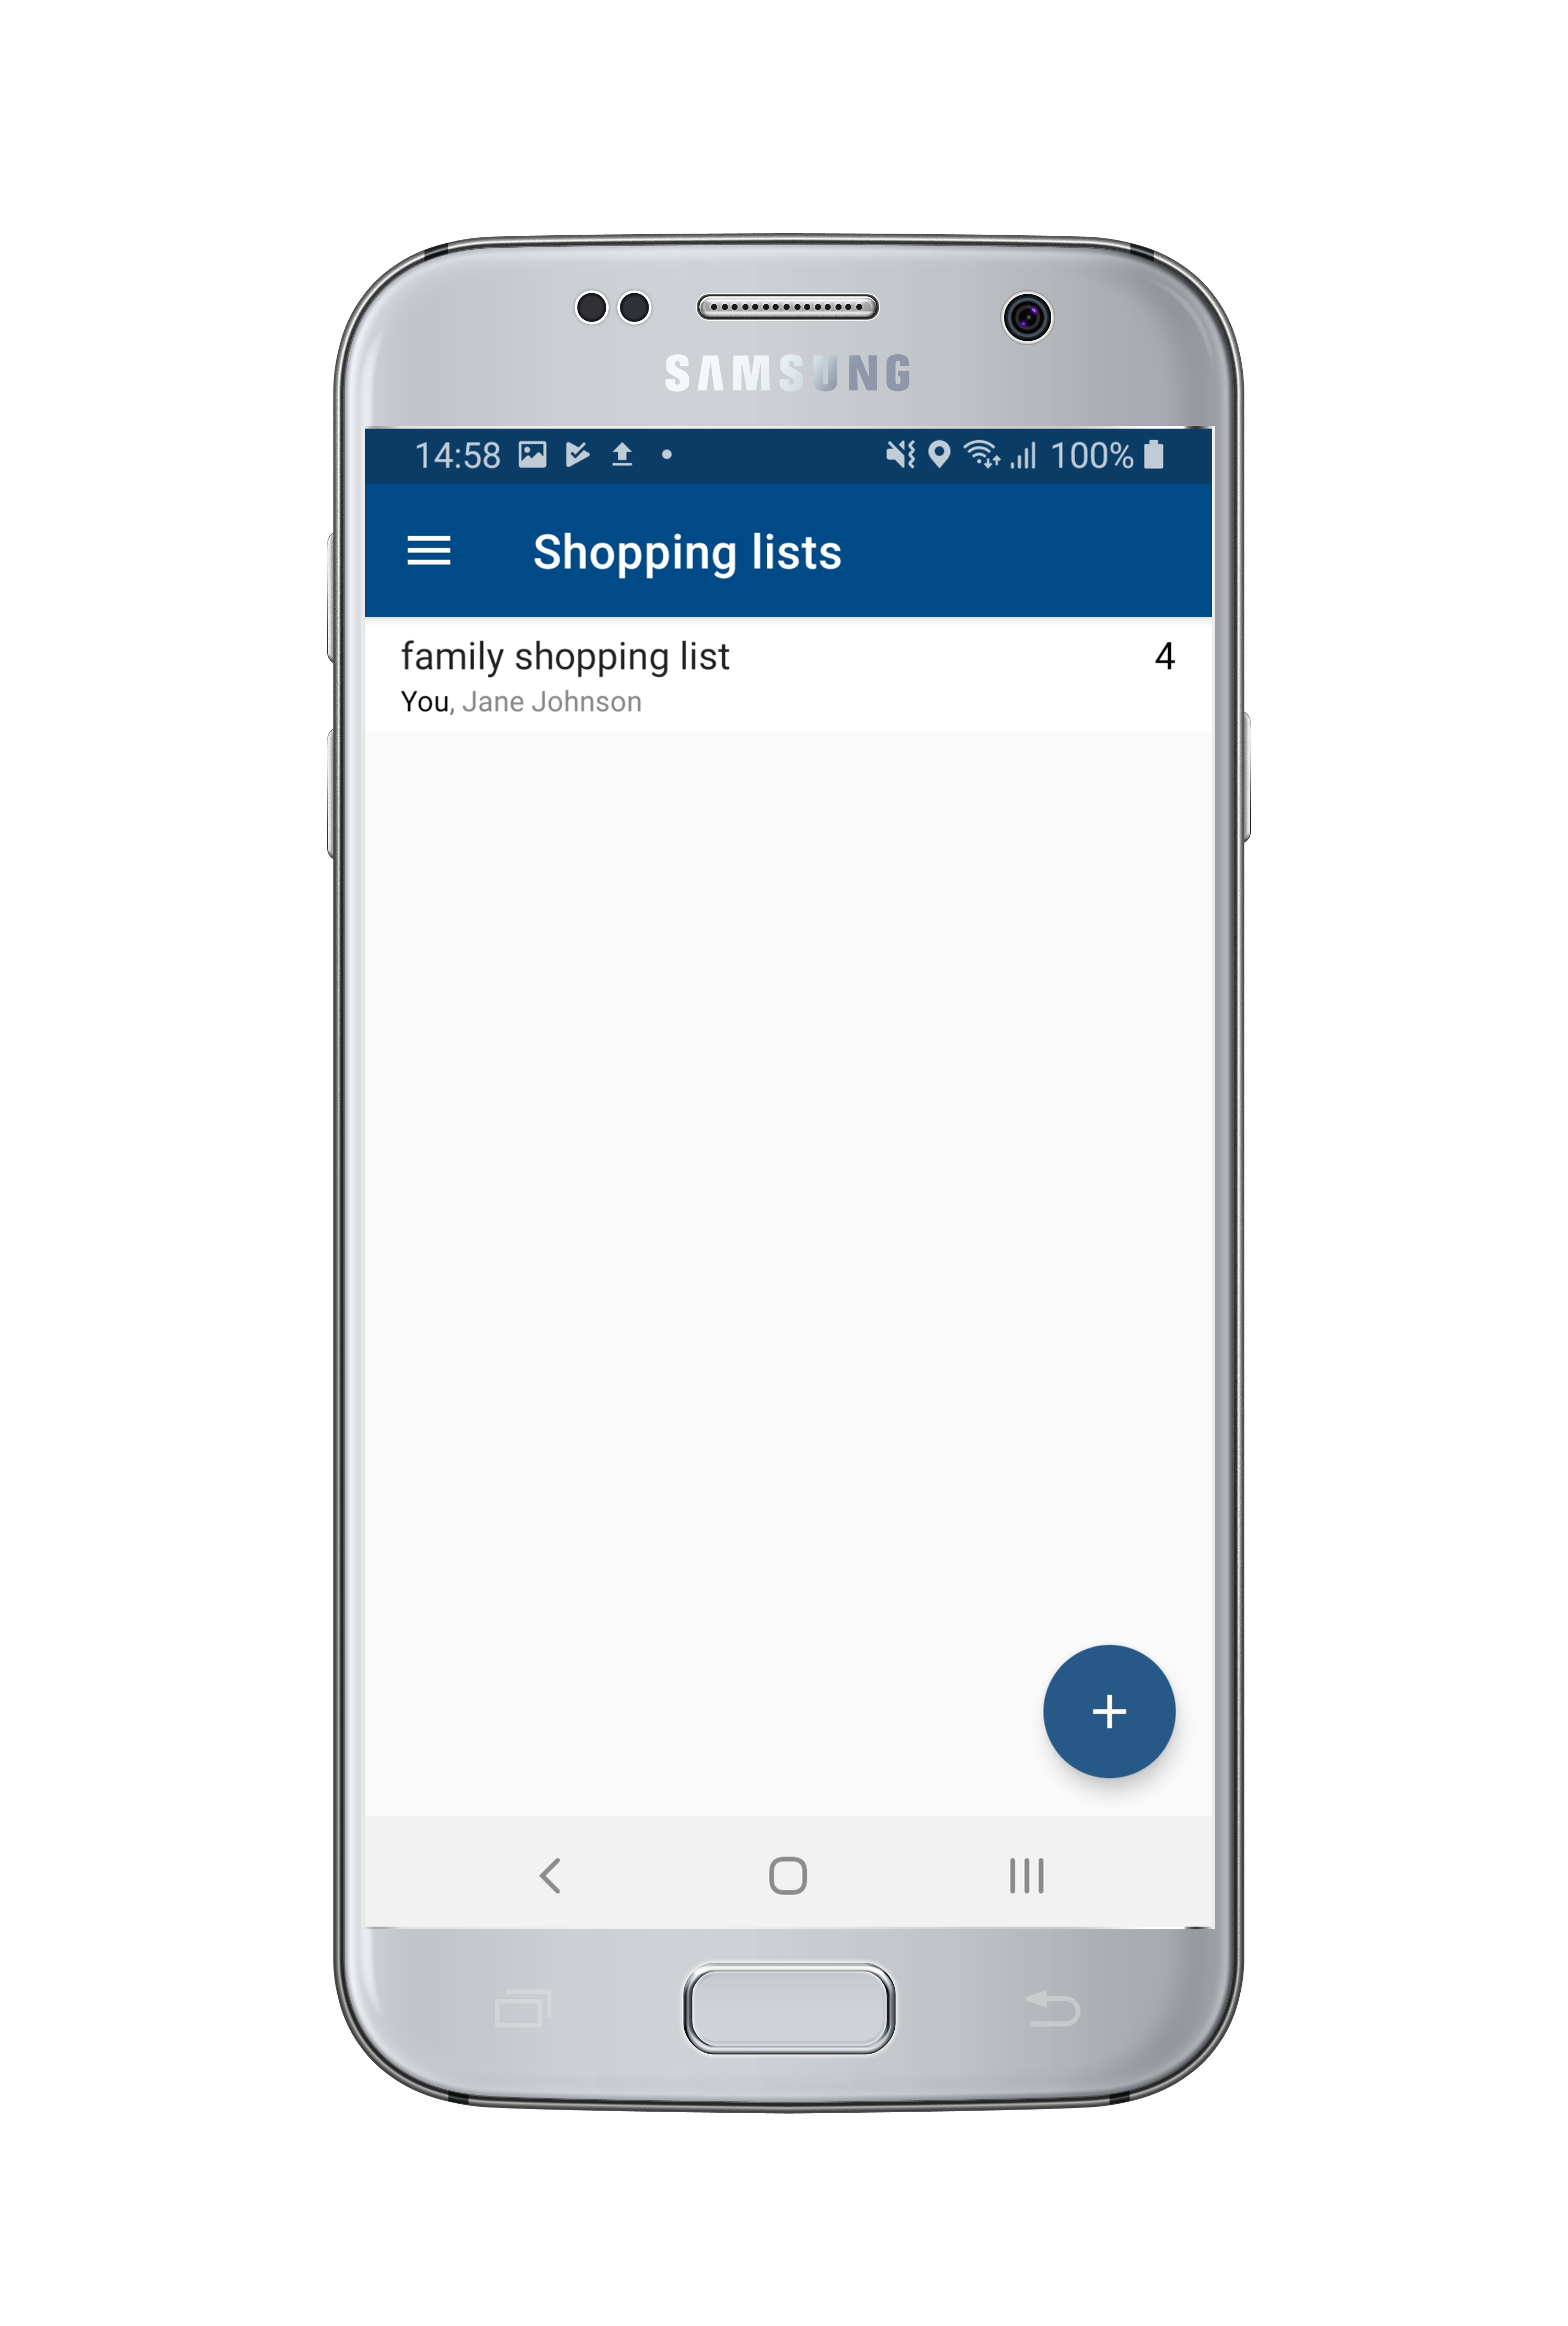 SAMSUNG
14:58 100%
Shopping lists
family shopping list 4
You, Jane Johnson